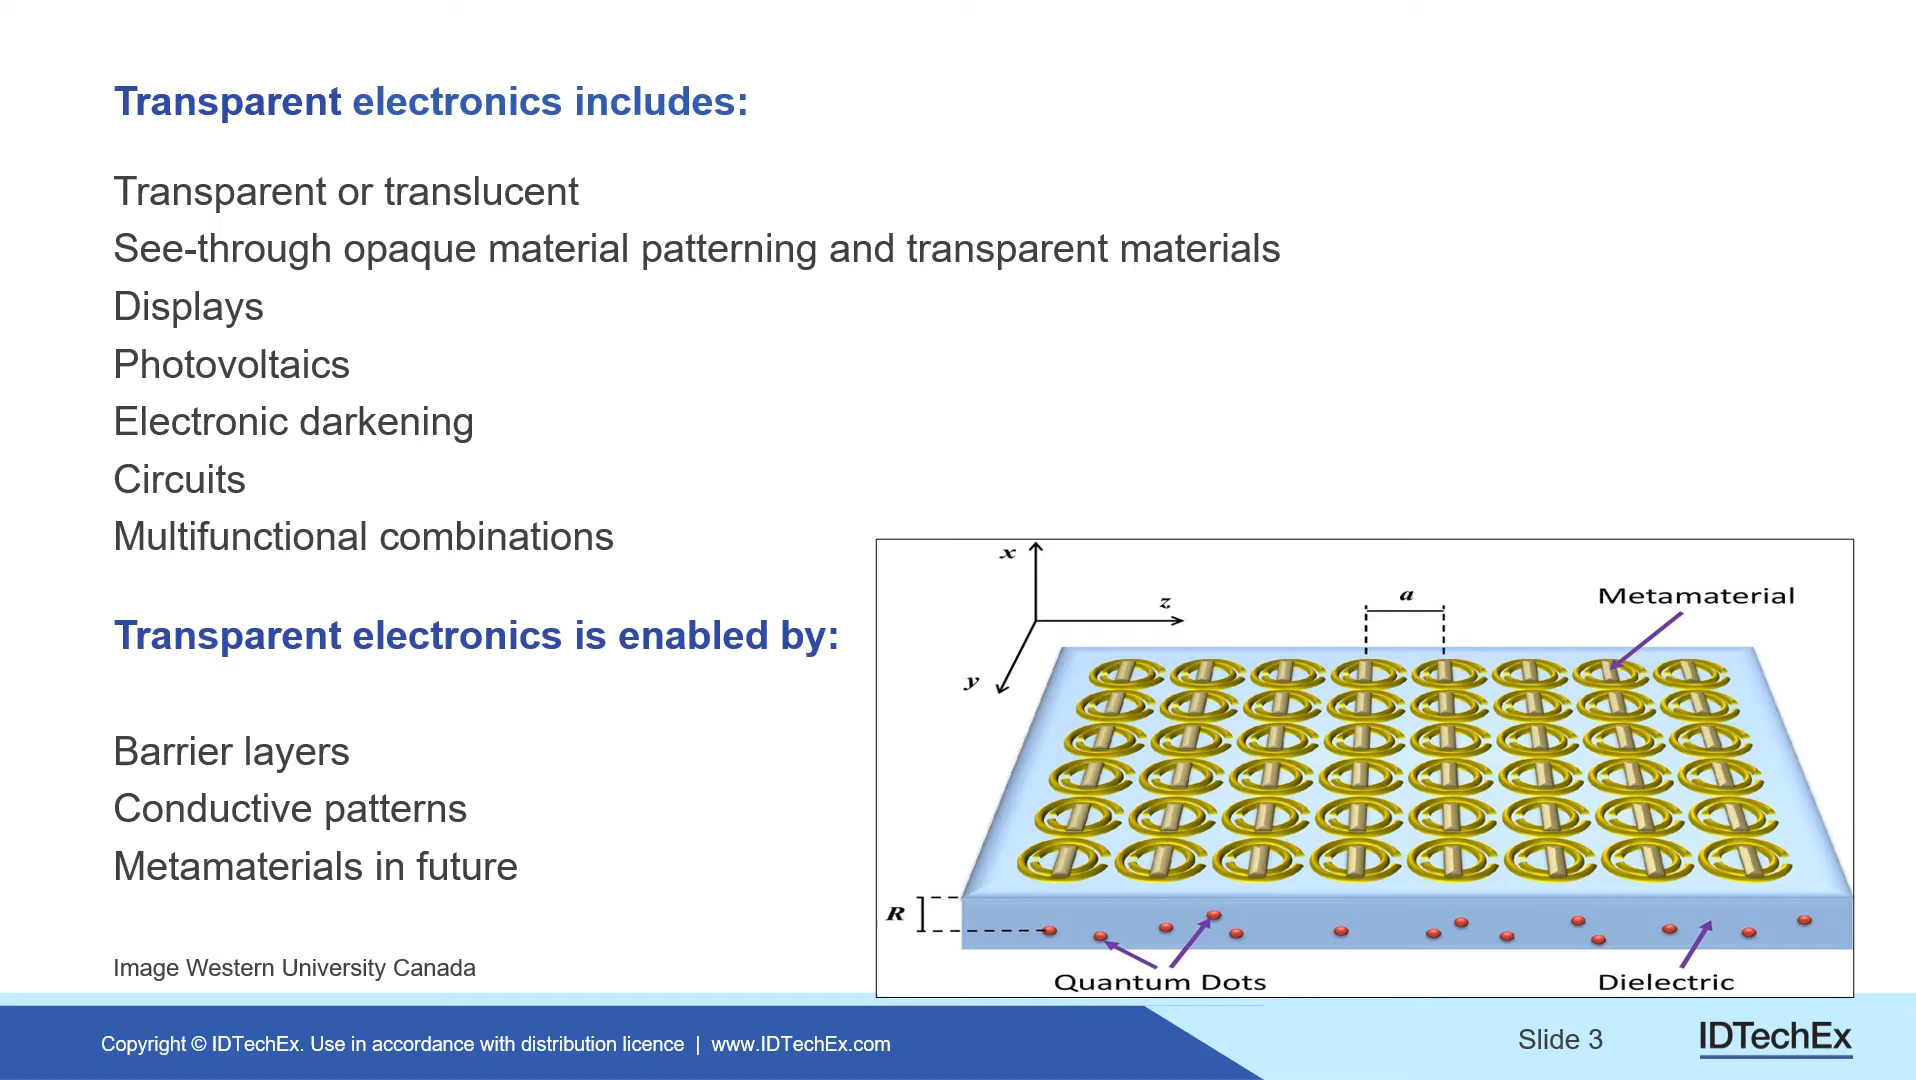 Transparent electronics includes:
Transparent or translucent
See-through opaque material patterning and transparent materials
Displays
Photovoltaics
Electronic darkening
Circuits
Multifunctional combinations
Transparent electronics is enabled by:
Barrier layers
Conductive patterns
Metamaterials in future
Image Western University Canada
x
z
y
a
Metamaterial
R
Quantum Dots
Dielectric
Copyright © IDTechEx. Use in accordance with distribution licence | www.IDTechEx.com
Slide 3
IDTechEx